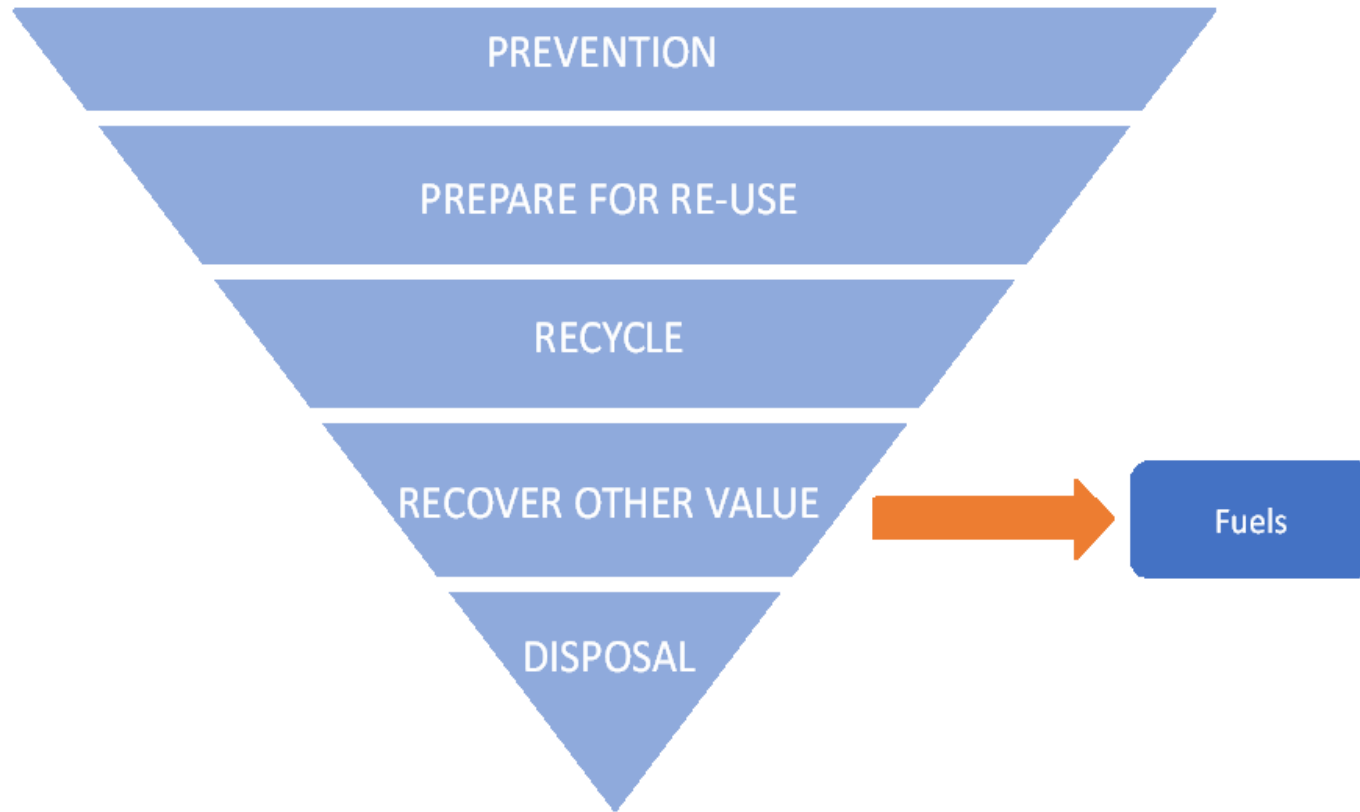 PREVENTION
PREPARE FOR RE-USE
RECYCLE
RECOVER OTHER VALUE
Fuels
DISPOSAL